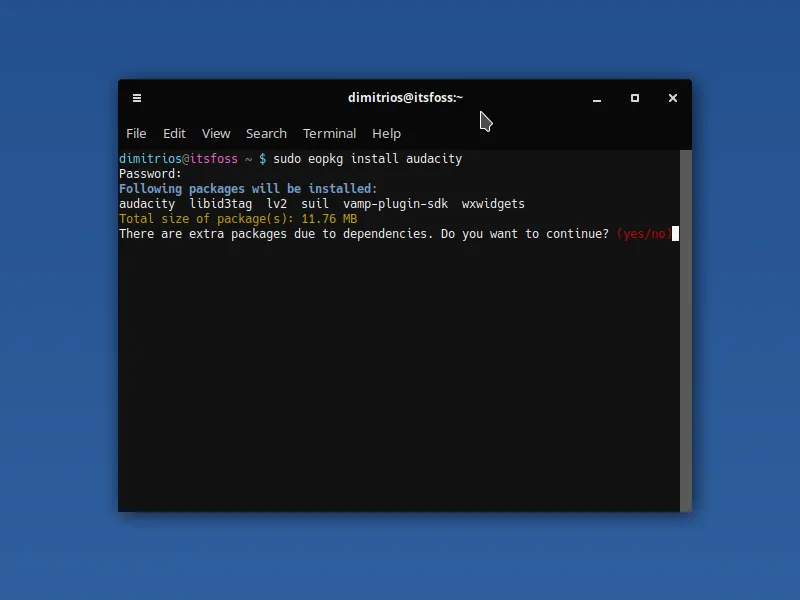 dimitrios@itsfoss:~
File Edit View Search Terminal Help
dimitrios@itsfoss ~ $ sudo eopkg install audacity
Password:
Following packages will be installed:
audacity libid3tag lv2 suil vamp-plugin-sdk wxwidgets
Total size of package(s): 11.76 MB
There are extra packages due to dependencies. Do you want to continue? (yes/no)